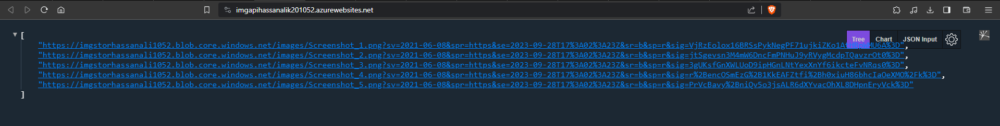 imgapihassanalik201052.azurewebsites.net
[
Tree Chart JSON Input
"https://imgstorhassanali1052.blob.core.windows.net/images/Screenshot_1.png?sv=2021-06-08&spr=https&se=2023-09-28T17%3A02%3A23Z&sr=b&sp=r&sig=VjRzEolox16BRSsPykNegPF71ujkiZKo1A
"https://imgstorhassanali1052.blob.core.windows.net/images/Screenshot_2.png?sv=2021-06-08&spr=https&se=2023-09-28T17%3A02%3A23Z&sr=b&sp=r&sig=jtSgevsn3M4mW6DncFmPNHuJ9yRVygMcdpTQavzrOt0%3D",
"https://imgstorhassanali1052.blob.core.windows.net/images/Screenshot_3.png?sv=2021-06-08&spr=https&se=2023-09-28T17%3A02%3A23Z&sr=b&sp=r&sig=3gUKsfGnXWLUoD9ipHGnLNtYexXnYf6ikcteFvNRqs0%3D",
"https://imgstorhassanali1052.blob.core.windows.net/images/Screenshot_4.png?sv=2021-06-08&spr=https&se=2023-09-28T17%3A02%3A23Z&sr=b&sp=r&sig=r%2BencOSmEzG%2B1KkEAFZtfi%2Bh0xiuH86bhcIaOeXMO%2Fk%3D",
"https://imgstorhassanali1052.blob.core.windows.net/images/Screenshot_5.png?sv=2021-06-08&spr=https&se=2023-09-28T17%3A02%3A23Z&sr=b&sp=r&sig=PrVcBavy%2BniQv5o3jsALR6dXYvacOhXL8DHpnEryVck%3D"
]